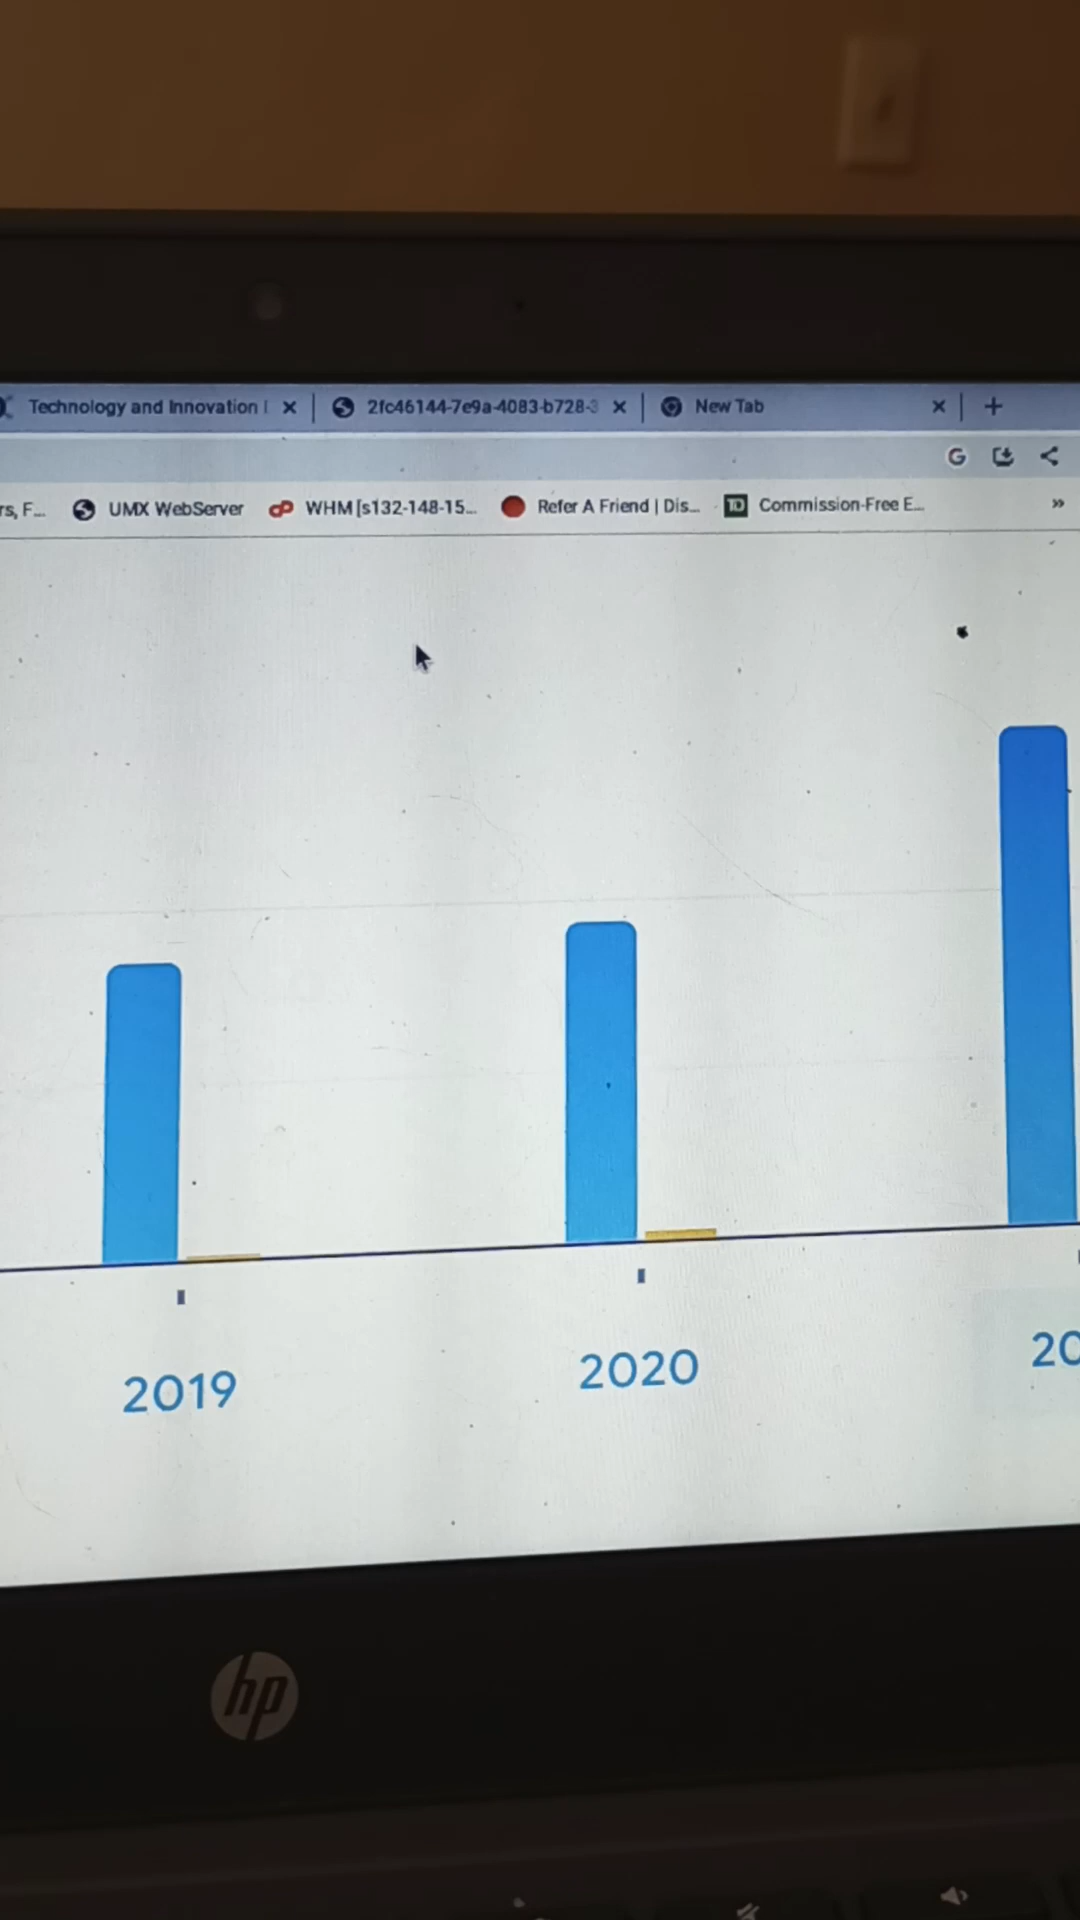 Technology and Innovation
2fc46144-7e9a-4083-b728-3
New Tab
rs, F...
UMX WebServer
WHM [s132-148-15...
Refer A Friend | Dis...
TD
Commission-Free E...
2019
2020
20
hp